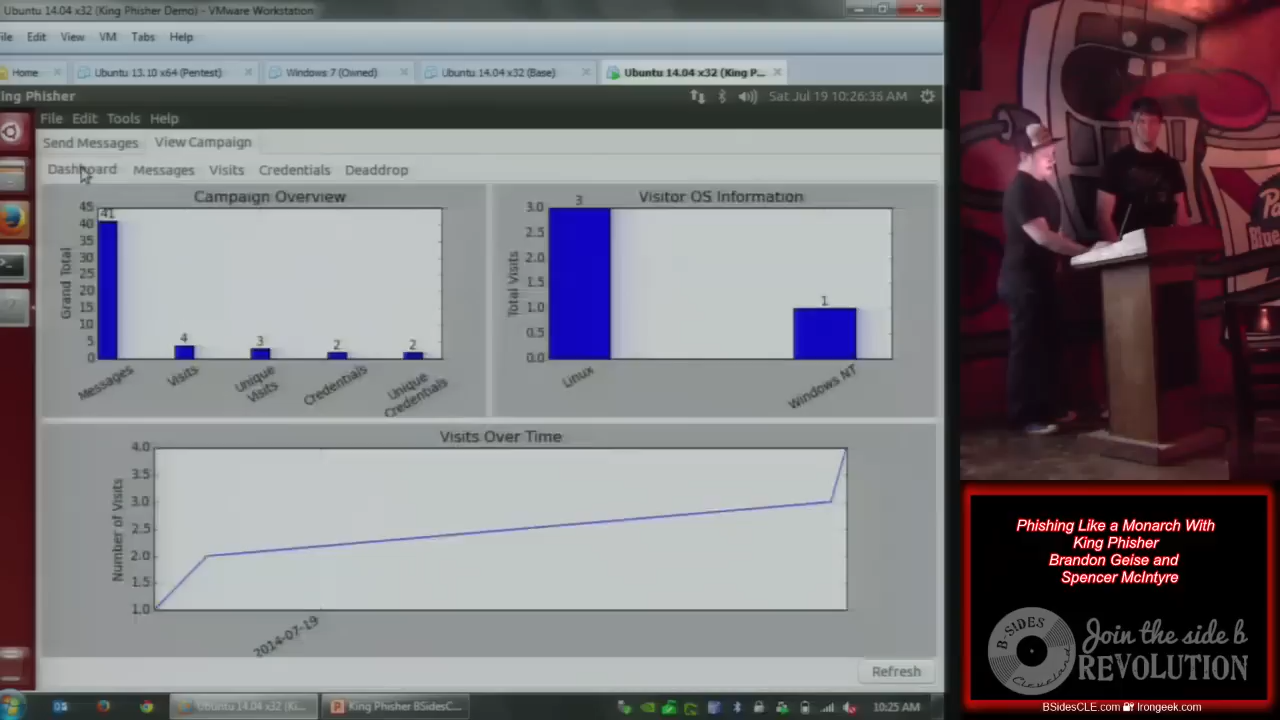 Ubuntu 14.04 x32 (King Phisher Demo) - VMware Workstation
File Edit View VM Tabs Help
Home
Ubuntu 13.10 x64 (Pentest)
Windows 7 (Owned)
Ubuntu 14.04 x32 (Base)
Ubuntu 14.04 x32 (King P...
ing Phisher
Sat Jul 19 10:26:36 AM
File Edit Tools Help
Send Messages View Campaign
Dashboard Messages Visits Credentials Deaddrop
Campaign Overview
45
40
35
30
25
20
15
10
5
0
Grand Total
41
4
3
2
2
Messages
Visits
Unique
Visits
Credentials
Unique
Credentials
Visitor OS Information
3.0
2.5
2.0
1.5
1.0
0.5
0.0
Total Visits
3
1
Linux
Windows NT
Visits Over Time
4.0
3.5
3.0
2.5
2.0
1.5
1.0
Number of Visits
2014-07-19
Refresh
Ubuntu 14.04 x32 (Ki...
King Phisher BSidesC...
10:25 AM
Phishing Like a Monarch With
King Phisher
Brandon Geise and
Spencer McIntyre
B-SIDES
Cleveland
Join the side b
REVOLUTION
BSidesCLE.com Irongeek.com